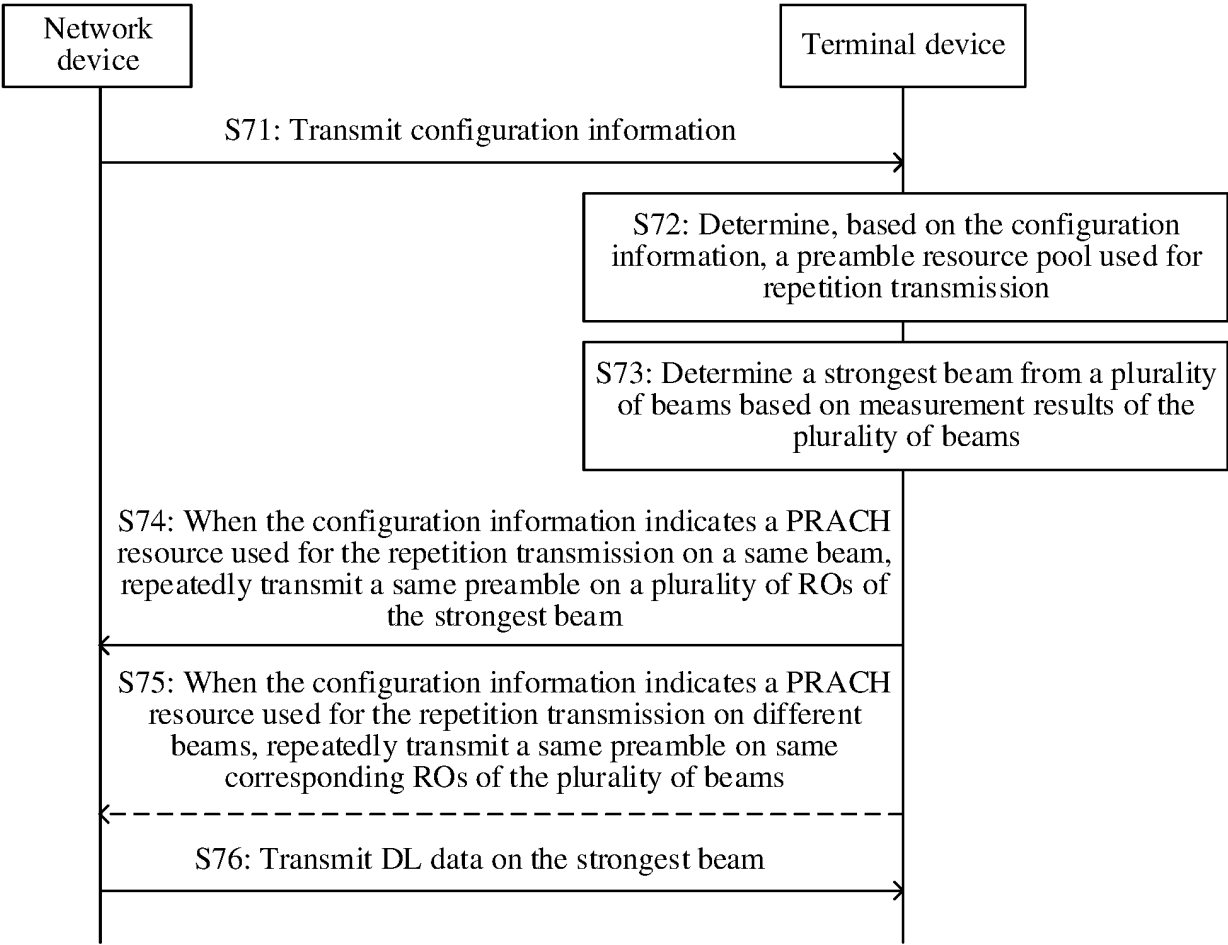 Network
device
Terminal device
S71: Transmit configuration information
S72: Determine, based on the configuration
information, a preamble resource pool used for
repetition transmission
S73: Determine a strongest beam from a plurality
of beams based on measurement results of the
plurality of beams
S74: When the configuration information indicates a PRACH
resource used for the repetition transmission on a same beam,
repeatedly transmit a same preamble on a plurality of ROs of
the strongest beam
S75: When the configuration information indicates a PRACH
resource used for the repetition transmission on different
beams, repeatedly transmit a same preamble on same
corresponding ROs of the plurality of beams
S76: Transmit DL data on the strongest beam